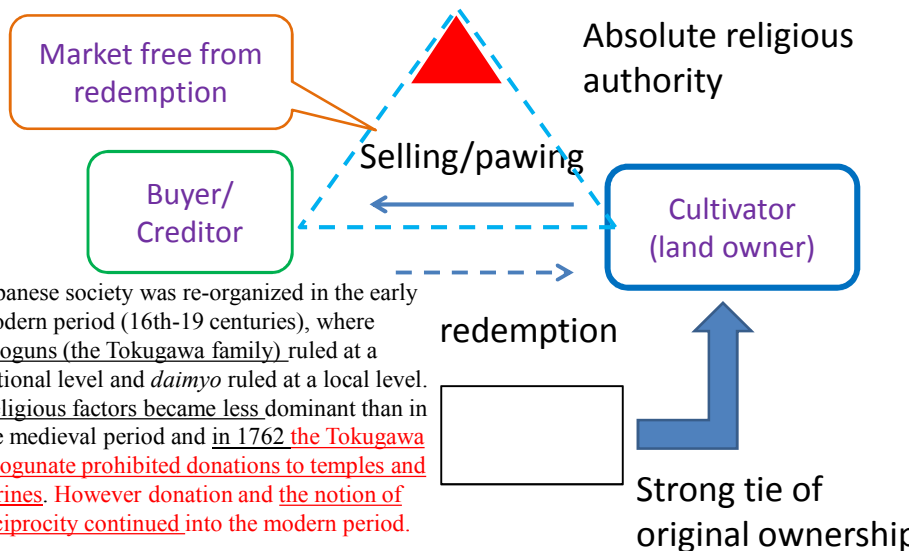 Market free from
redemption
Absolute religious
authority
Selling/pawing
Buyer/
Creditor
Cultivator
(land owner)
redemption
panese society was re-organized in the early
odern period (16th-19 centuries), where
oguns (the Tokugawa family) ruled at a
tional level and daimyo ruled at a local level.
eligious factors became less dominant than in
e medieval period and in 1762 the Tokugawa
ogunate prohibited donations to temples and
rines. However donation and the notion of
ciprocity continued into the modern period.
Strong tie of
original ownership